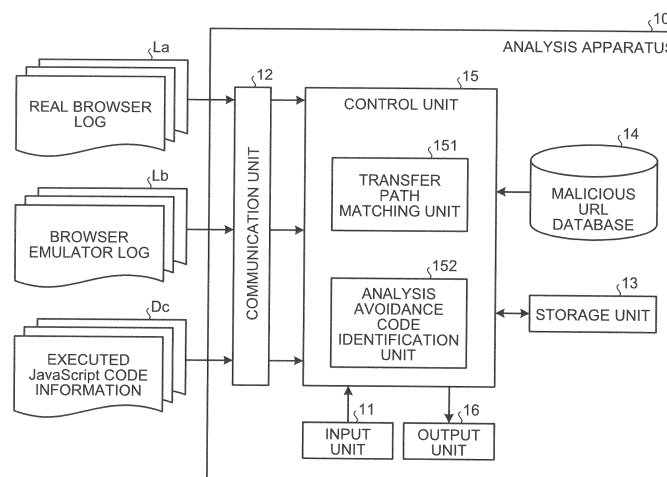 10
ANALYSIS APPARATUS
La
REAL BROWSER
LOG
Lb
BROWSER
EMULATOR LOG
Dc
EXECUTED
JavaScript CODE
INFORMATION
12
COMMUNICATION UNIT
15
CONTROL UNIT
151
TRANSFER
PATH
MATCHING UNIT
152
ANALYSIS
AVOIDANCE
CODE
IDENTIFICATION
UNIT
14
MALICIOUS
URL
DATABASE
13
STORAGE UNIT
11
INPUT
UNIT
16
OUTPUT
UNIT